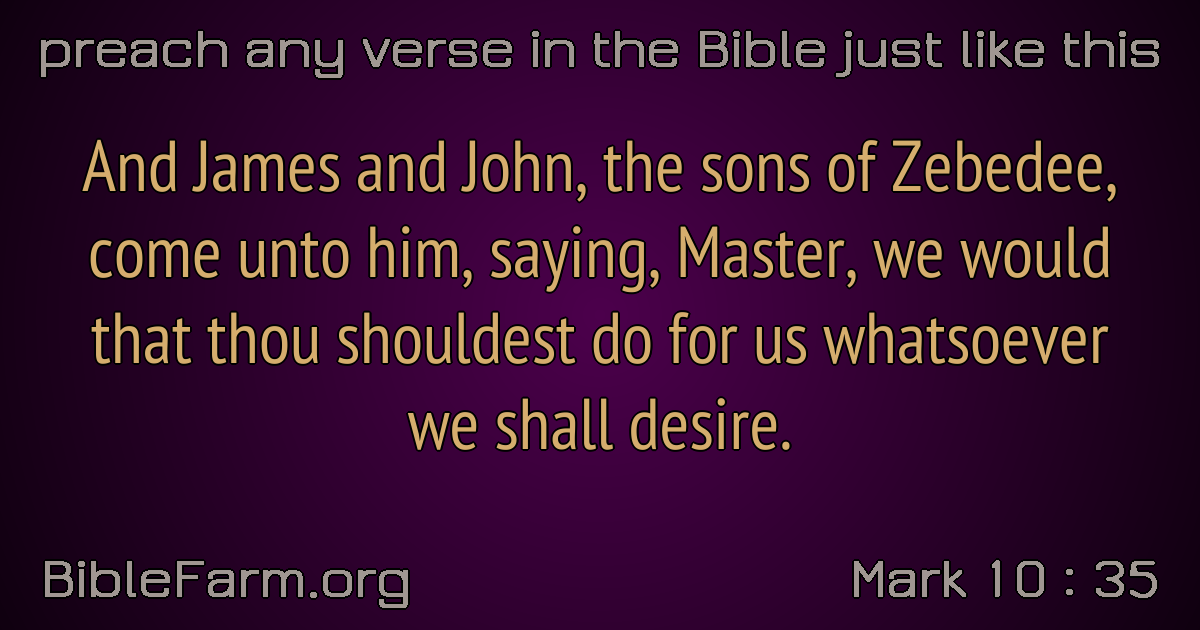 preach any verse in the Bible just like this
And James and John, the sons of Zebedee,
come unto him, saying, Master, we would
that thou shouldest do for us whatsoever
we shall desire.
BibleFarm.org
Mark 10 : 35